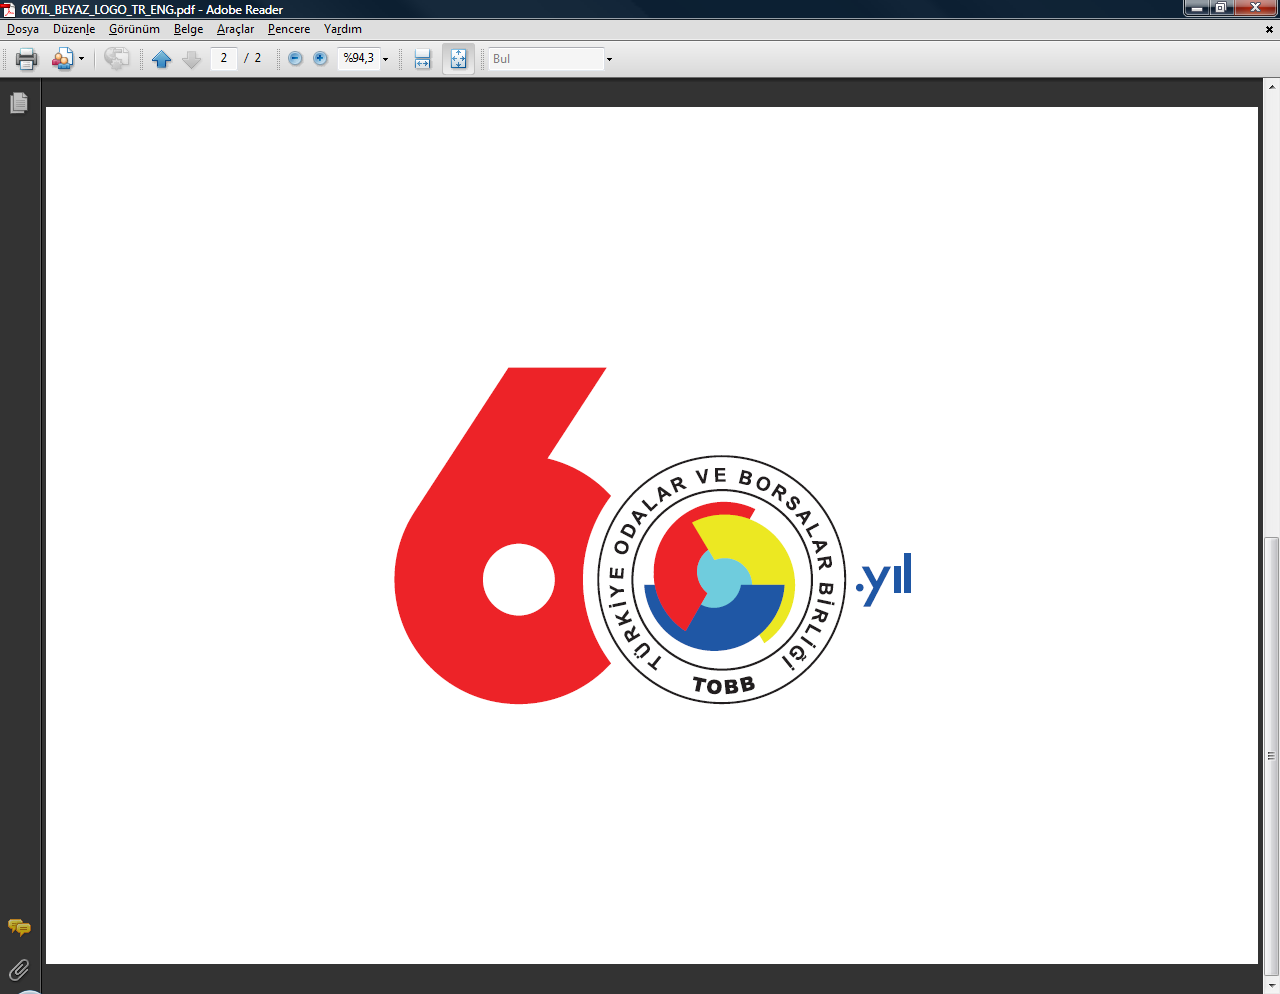 60YIL_BEYAZ_LOGO_TR_ENG.pdf - Adobe Reader
Dosya Düzenle Görünüm Belge Araçlar Pencere Yardım
2 / 2 %94,3 Bul
60 .yıl
TÜRKİYE ODALAR VE BORSALAR BİRLİĞİ
TOBB